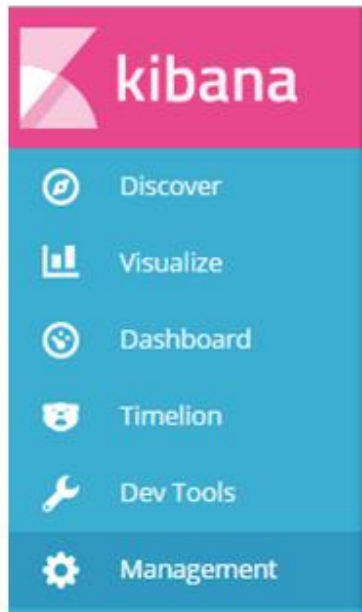 kibana
Discover
Visualize
Dashboard
Timelion
Dev Tools
Management